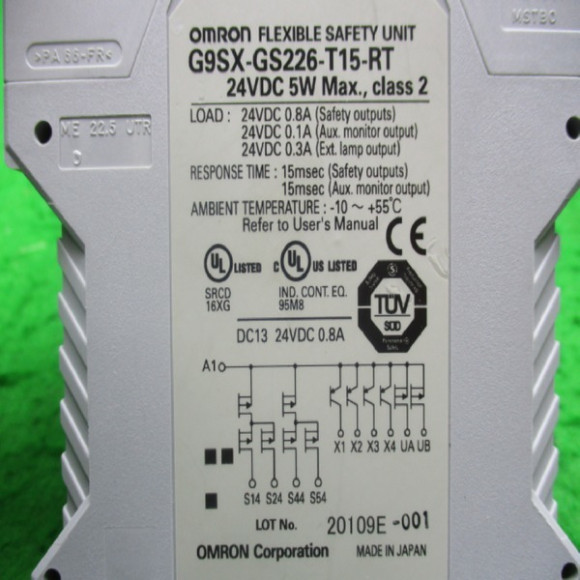 OMRON FLEXIBLE SAFETY UNIT
G9SX-GS226-T15-RT
24VDC 5W Max., class 2
LOAD : 24VDC 0.8A (Safety outputs)
24VDC 0.1A (Aux. monitor output)
24VDC 0.3A (Ext. lamp output)
RESPONSE TIME : 15msec (Safety outputs)
15msec (Aux. monitor output)
AMBIENT TEMPERATURE : -10 ~ +55℃
Refer to User's Manual
CE
UL LISTED c UL US LISTED
SRCD IND. CONT. EQ.
16XG 95M8
TÜV
DC13 24VDC 0.8A
A1
X1 X2 X3 X4 UA UB
S14 S24 S44 S54
LOT No. 20109E -001
OMRON Corporation MADE IN JAPAN
>PA 66-FR<
ME 22,5 UTR
D